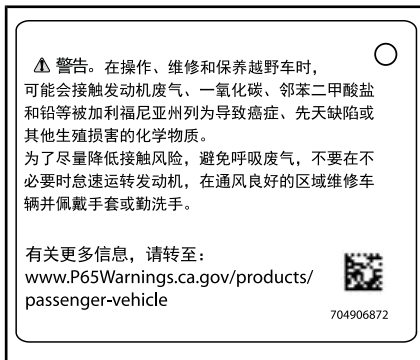 ⚠ 警告。在操作、维修和保养越野车时，
可能会接触发动机废气、一氧化碳、邻苯二甲酸盐
和铅等被加利福尼亚州列为导致癌症、先天缺陷或
其他生殖损害的化学物质。
为了尽量降低接触风险，避免呼吸废气，不要在不
必要时怠速运转发动机，在通风良好的区域维修车
辆并佩戴手套或勤洗手。
有关更多信息，请转至：
www.P65Warnings.ca.gov/products/
passenger-vehicle
704906872